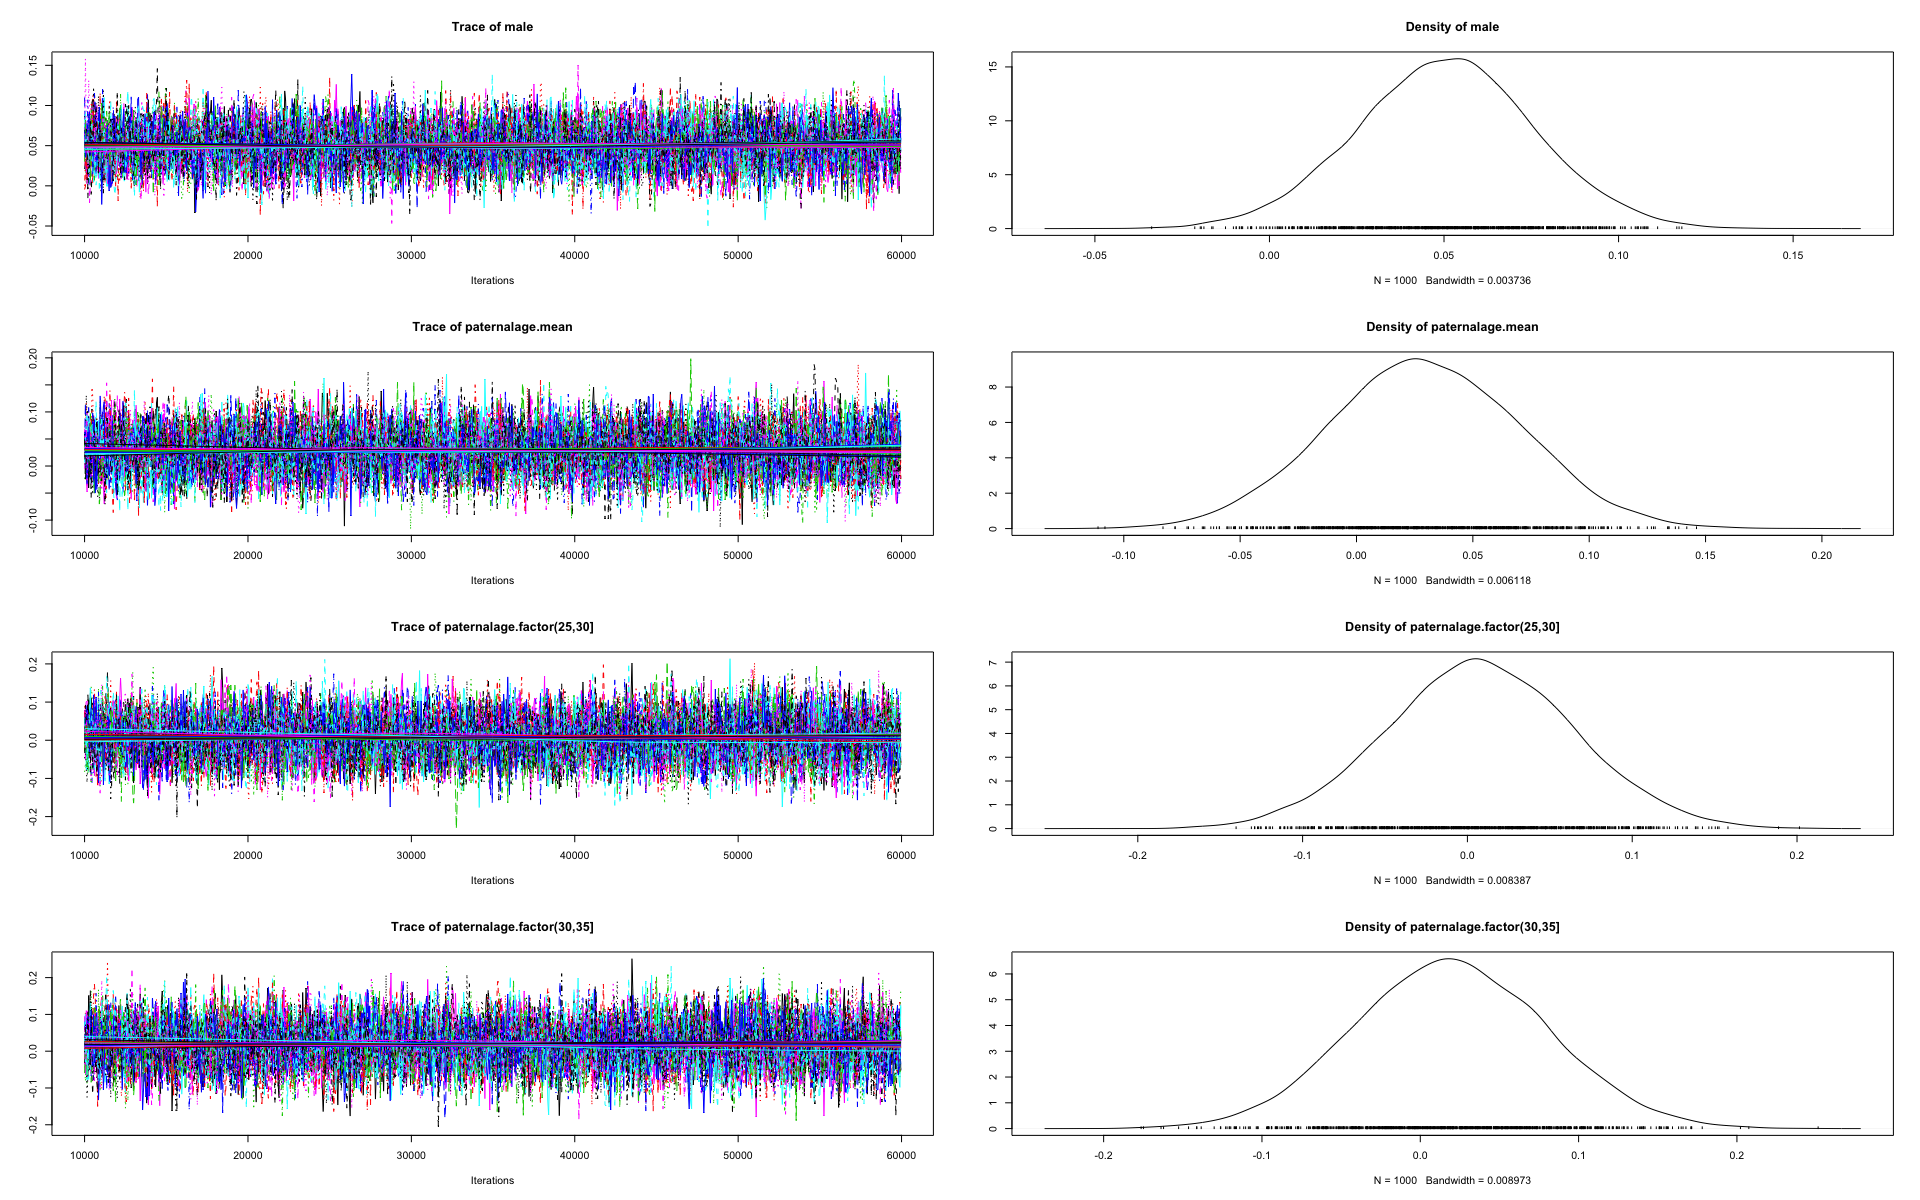 Trace of male
0.15
0.10
0.05
0.00
-0.05
10000 20000 30000 40000 50000 60000
Iterations
Density of male
15
10
5
0
-0.05 0.00 0.05 0.10 0.15
N = 1000 Bandwidth = 0.003736
Trace of paternalage.mean
0.20
0.10
0.00
-0.10
10000 20000 30000 40000 50000 60000
Iterations
Density of paternalage.mean
8
6
4
2
0
-0.10 -0.05 0.00 0.05 0.10 0.15 0.20
N = 1000 Bandwidth = 0.006118
Trace of paternalage.factor(25,30]
0.2
0.1
0.0
-0.1
-0.2
10000 20000 30000 40000 50000 60000
Iterations
Density of paternalage.factor(25,30]
7
6
5
4
3
2
1
0
-0.2 -0.1 0.0 0.1 0.2
N = 1000 Bandwidth = 0.008387
Trace of paternalage.factor(30,35]
0.2
0.1
0.0
-0.1
-0.2
10000 20000 30000 40000 50000 60000
Iterations
Density of paternalage.factor(30,35]
6
5
4
3
2
1
0
-0.2 -0.1 0.0 0.1 0.2
N = 1000 Bandwidth = 0.008973